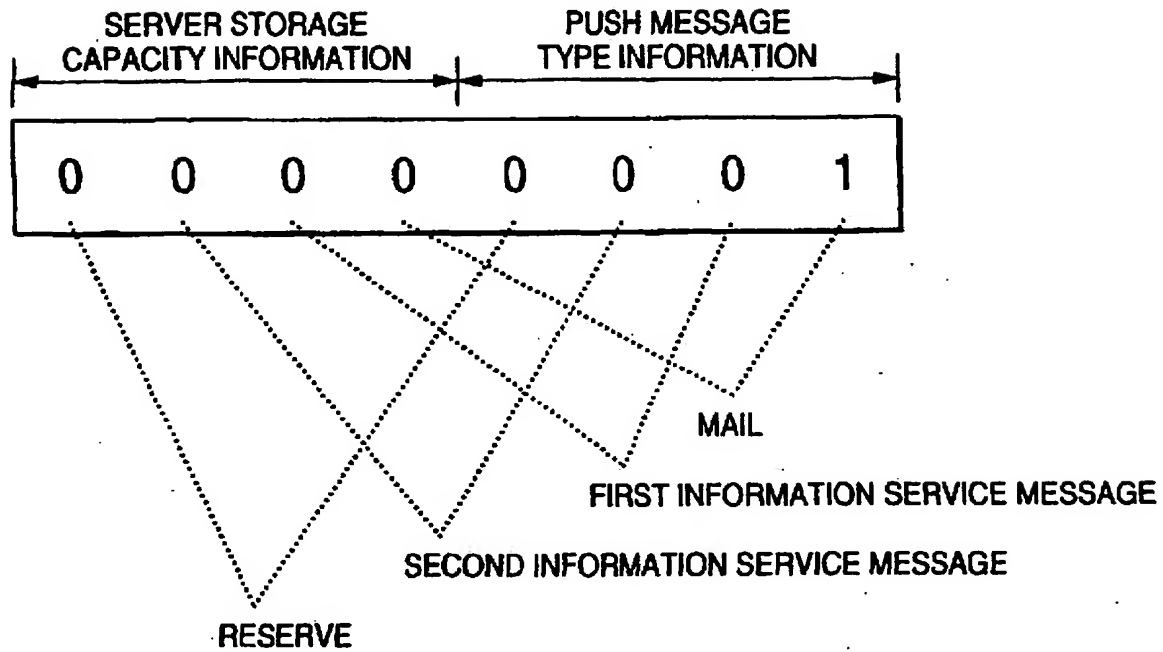 SERVER STORAGE
CAPACITY INFORMATION
PUSH MESSAGE
TYPE INFORMATION
0 0 0 0 0 0 0 1
MAIL
FIRST INFORMATION SERVICE MESSAGE
SECOND INFORMATION SERVICE MESSAGE
RESERVE